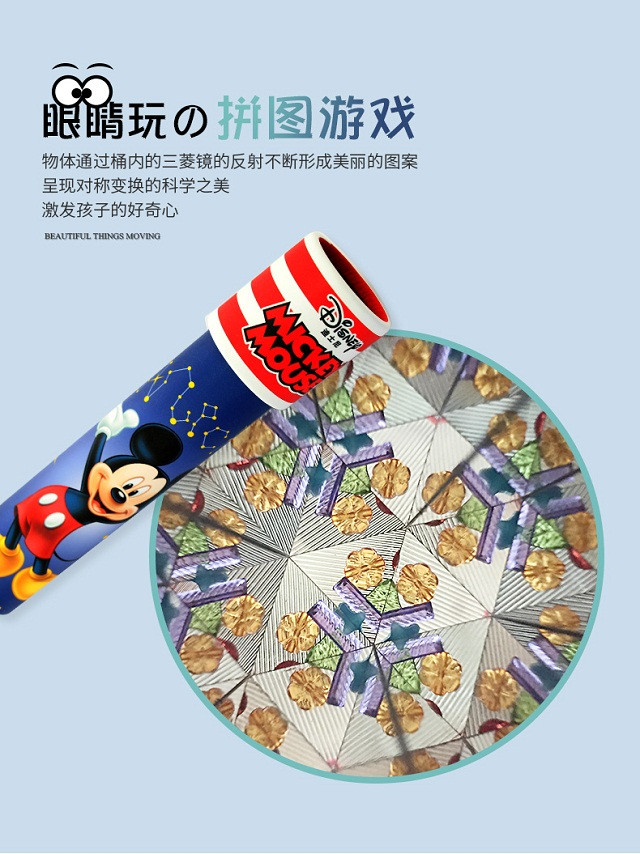 眼睛玩の拼图游戏
物体通过桶内的三菱镜的反射不断形成美丽的图案
呈现对称变换的科学之美
激发孩子的好奇心
BEAUTIFUL THINGS MOVING
Disney
迪士尼
MICKEY
MOUSE